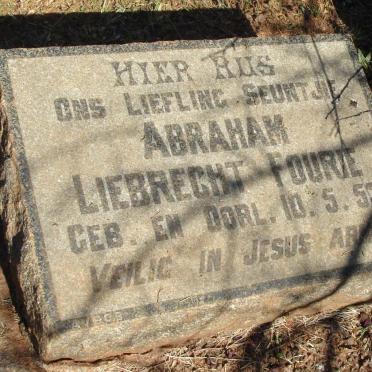 HIER RUS
ONS LIEFLING SEUNTJIE
ABRAHAM
LIEBRECHT FOURIE
GEB. EN OORL. 10.5.5
VEILIG IN JESUS